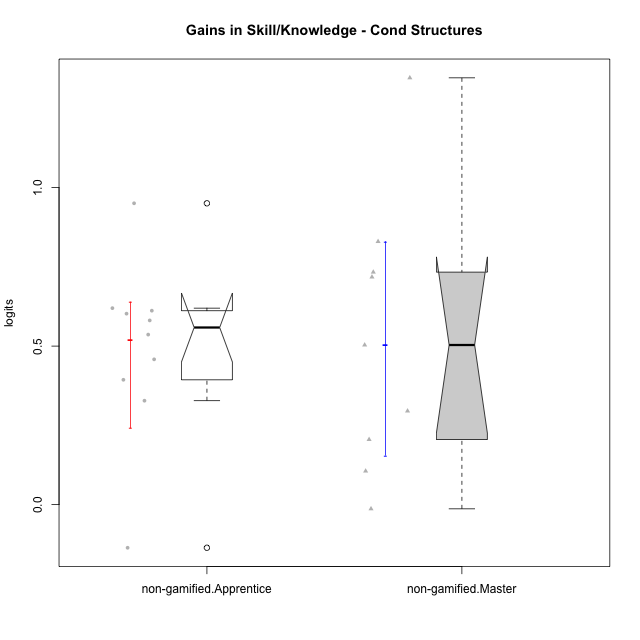 Gains in Skill/Knowledge - Cond Structures
logits
1.0
0.5
0.0
non-gamified.Apprentice
non-gamified.Master